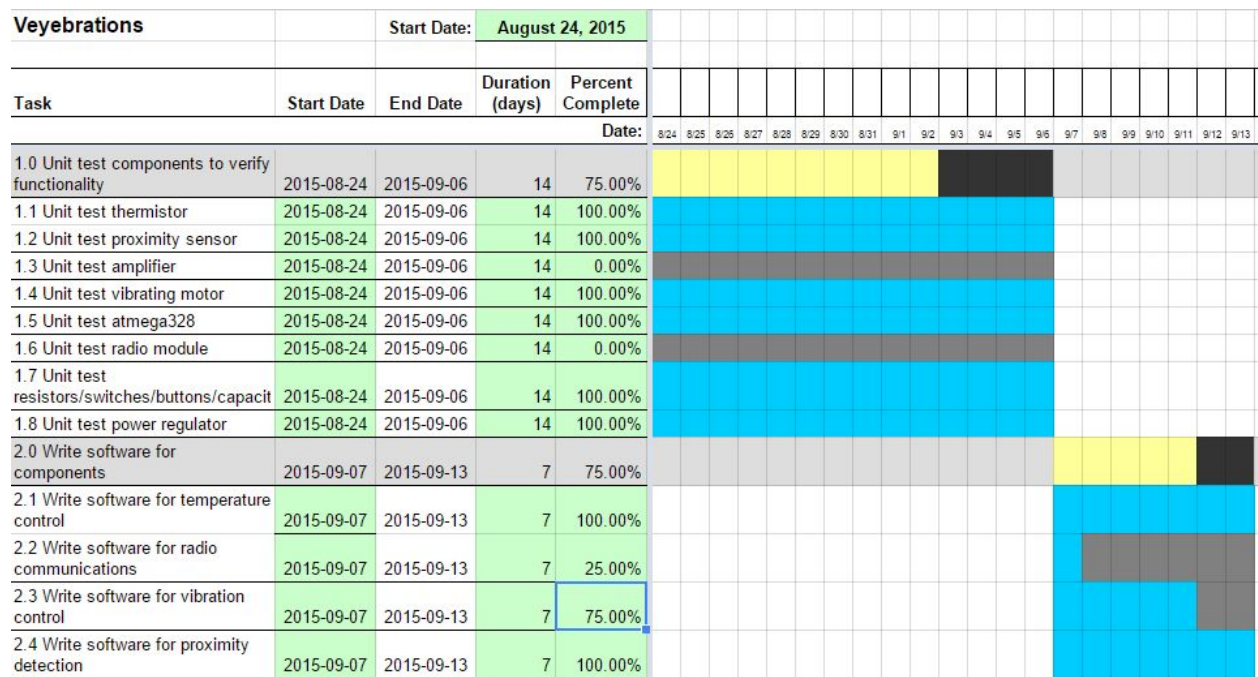 Veyebrations Start Date: August 24, 2015
Task Start Date End Date Duration (days) Percent Complete
Date: 8/24 8/25 8/26 8/27 8/28 8/29 8/30 8/31 9/1 9/2 9/3 9/4 9/5 9/6 9/7 9/8 9/9 9/10 9/11 9/12 9/13
1.0 Unit test components to verify
functionality 2015-08-24 2015-09-06 14 75.00%
1.1 Unit test thermistor 2015-08-24 2015-09-06 14 100.00%
1.2 Unit test proximity sensor 2015-08-24 2015-09-06 14 100.00%
1.3 Unit test amplifier 2015-08-24 2015-09-06 14 0.00%
1.4 Unit test vibrating motor 2015-08-24 2015-09-06 14 100.00%
1.5 Unit test atmega328 2015-08-24 2015-09-06 14 100.00%
1.6 Unit test radio module 2015-08-24 2015-09-06 14 0.00%
1.7 Unit test
resistors/switches/buttons/capacit 2015-08-24 2015-09-06 14 100.00%
1.8 Unit test power regulator 2015-08-24 2015-09-06 14 100.00%
2.0 Write software for
components 2015-09-07 2015-09-13 7 75.00%
2.1 Write software for temperature
control 2015-09-07 2015-09-13 7 100.00%
2.2 Write software for radio
communications 2015-09-07 2015-09-13 7 25.00%
2.3 Write software for vibration
control 2015-09-07 2015-09-13 7 75.00%
2.4 Write software for proximity
detection 2015-09-07 2015-09-13 7 100.00%